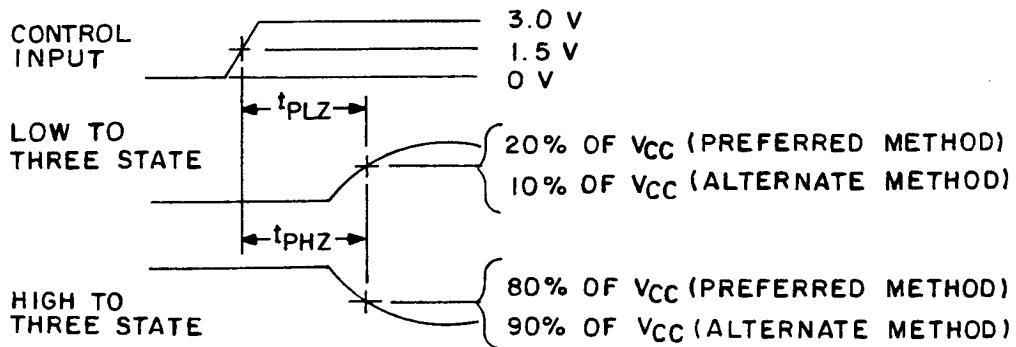 CONTROL INPUT
3.0 V
1.5 V
0 V
tPLZ
LOW TO
THREE STATE
20% OF VCC (PREFERRED METHOD)
10% OF VCC (ALTERNATE METHOD)
tPHZ
HIGH TO
THREE STATE
80% OF VCC (PREFERRED METHOD)
90% OF VCC (ALTERNATE METHOD)